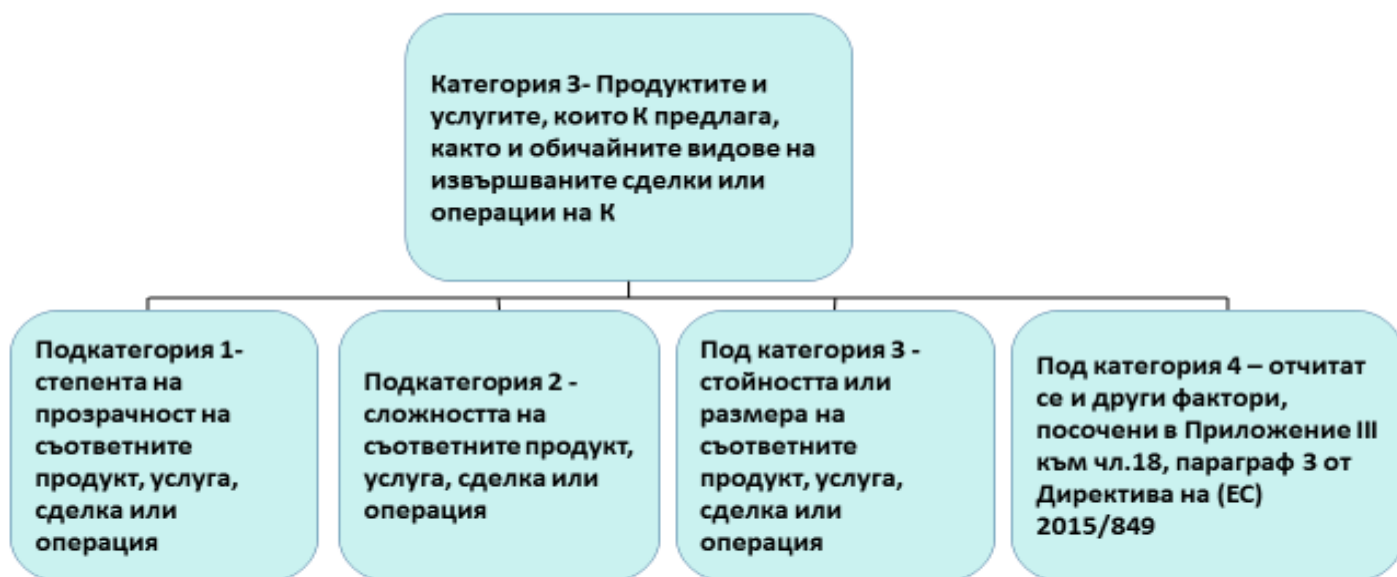 Категория 3- Продуктите и
услугите, които К предлага,
както и обичайните видове на
извършваните сделки или
операции на К
Подкатегория 1-
степента на
прозрачност на
съответните
продукт, услуга,
сделка или
операция
Подкатегория 2 -
сложността на
съответните продукт,
услуга, сделка или
операция
Под категория 3 -
стойността или
размера на
съответните
продукт, услуга,
сделка или
операция
Под категория 4 – отчитат
се и други фактори,
посочени в Приложение III
към чл.18, параграф 3 от
Директива на (ЕС)
2015/849